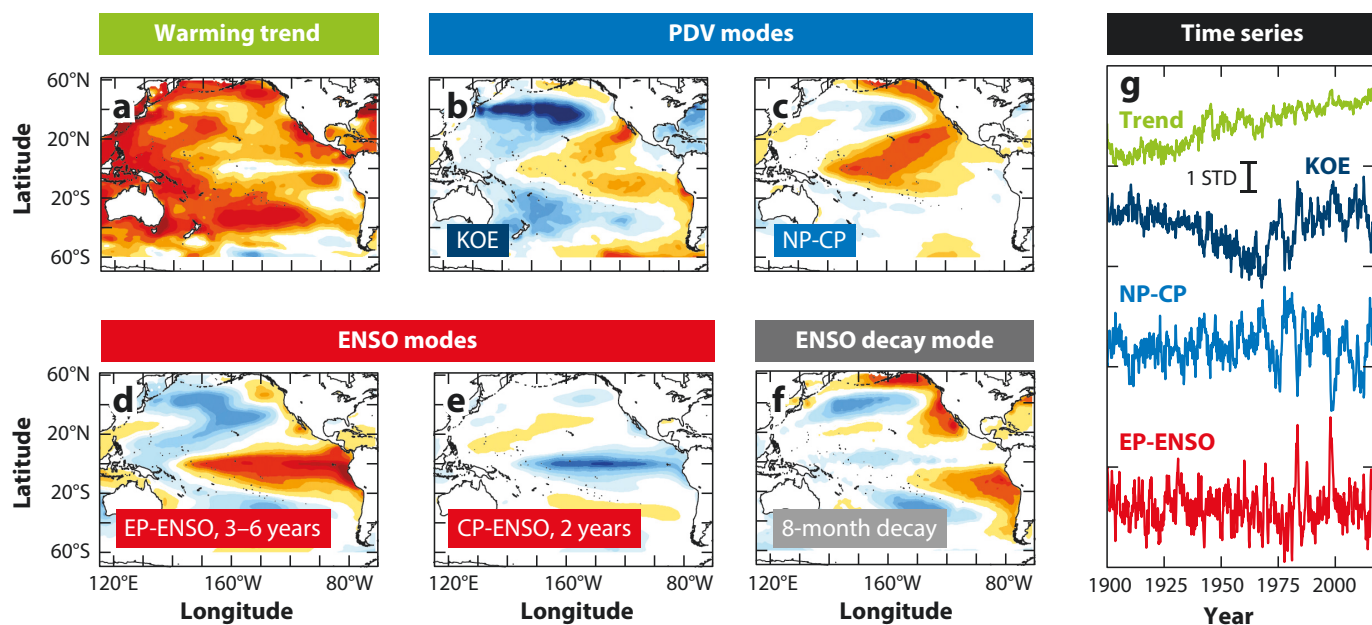 Warming trend
PDV modes
Time series
60°N
20°N
0
20°S
60°S
Latitude
a
b
KOE
c
NP-CP
g
Trend
1 STD
KOE
NP-CP
EP-ENSO
1900 1925 1950 1975 2000
Year
ENSO modes
ENSO decay mode
60°N
20°N
0
20°S
60°S
Latitude
d
EP-ENSO, 3–6 years
e
CP-ENSO, 2 years
f
8-month decay
120°E 160°W 80°W
120°E 160°W 80°W
120°E 160°W 80°W
Longitude
Longitude
Longitude